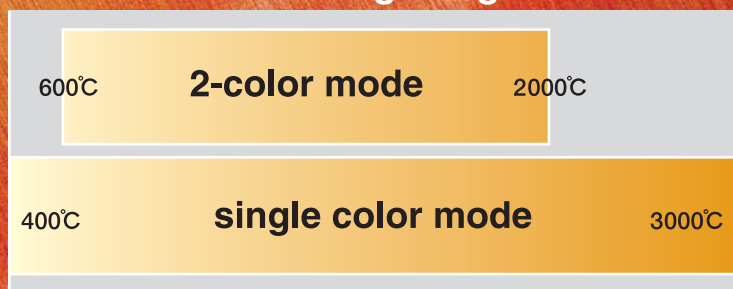 600℃ 2-color mode 2000℃
400℃ single color mode 3000℃